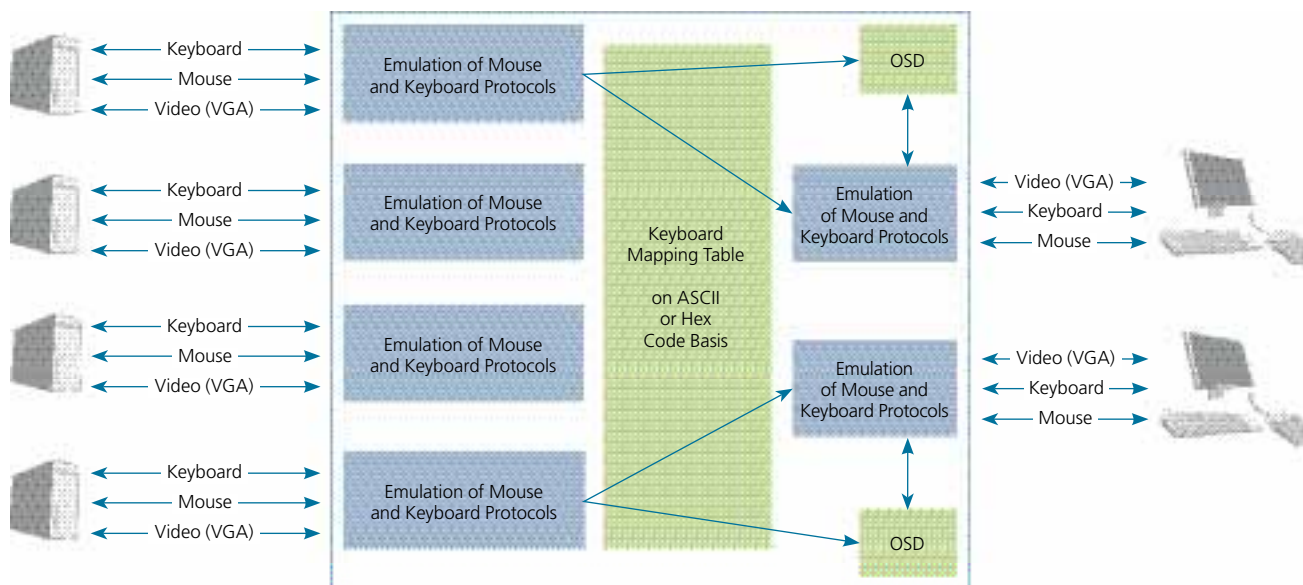 Keyboard
Mouse
Video (VGA)
Keyboard
Mouse
Video (VGA)
Keyboard
Mouse
Video (VGA)
Keyboard
Mouse
Video (VGA)
Emulation of Mouse
and Keyboard Protocols
Emulation of Mouse
and Keyboard Protocols
Emulation of Mouse
and Keyboard Protocols
Emulation of Mouse
and Keyboard Protocols
Keyboard
Mapping Table
on ASCII
or Hex
Code Basis
OSD
Emulation
of Mouse and
Keyboard Protocols
Emulation
of Mouse and
Keyboard Protocols
OSD
Video (VGA)
Keyboard
Mouse
Video (VGA)
Keyboard
Mouse